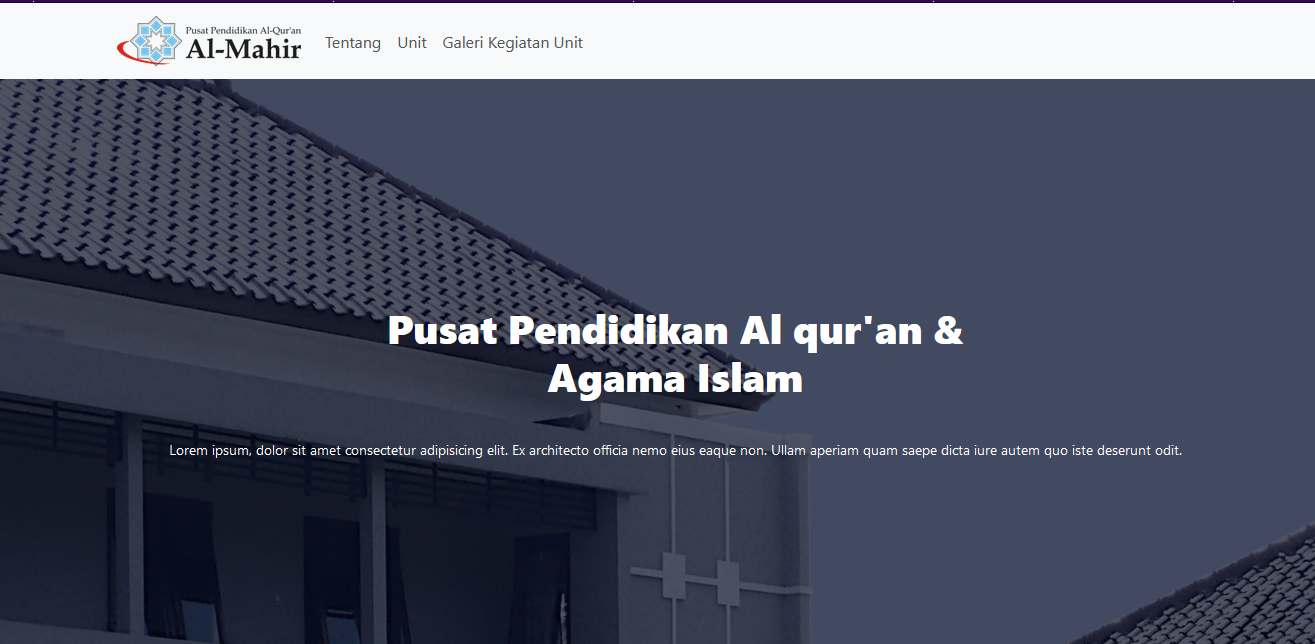 Pusat Pendidikan Al-Qur'an
Al-Mahir
Tentang Unit Galeri Kegiatan Unit
Pusat Pendidikan Al qur'an &
Agama Islam
Lorem ipsum, dolor sit amet consectetur adipisicing elit. Ex architecto officia nemo eius eaque non. Ullam aperiam quam saepe dicta iure autem quo iste deserunt odit.